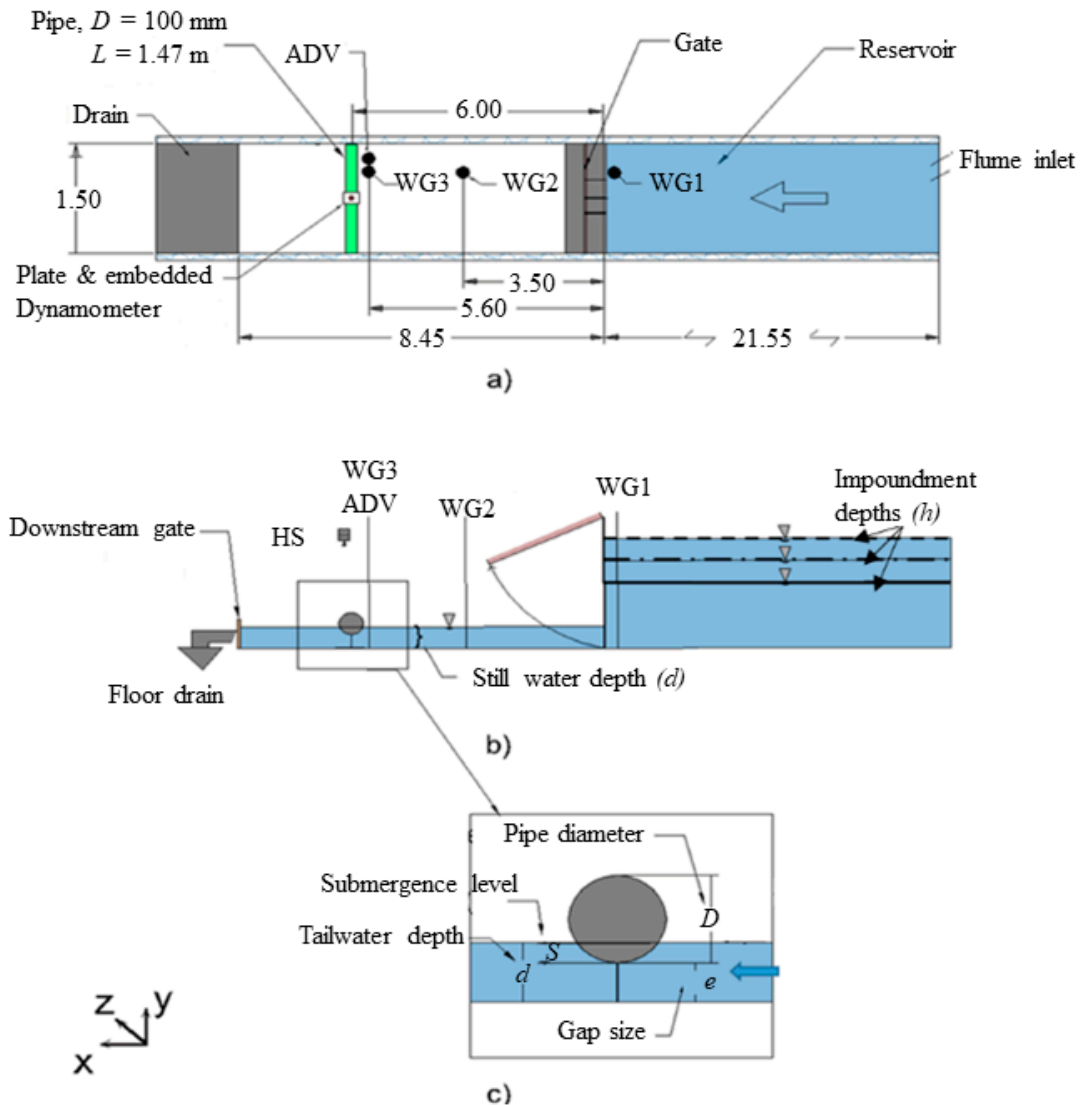 Pipe, D = 100 mm
L = 1.47 m
ADV
Gate
Reservoir
Drain
6.00
Flume inlet
WG3
WG2
WG1
1.50
Plate & embedded
Dynamometer
3.50
5.60
8.45
21.55
a)
WG3
ADV
WG2
WG1
Impoundment
depths (h)
Downstream gate
HS
Still water depth (d)
Floor drain
b)
Pipe diameter
Submergence level
Tailwater depth
D
S
d
e
Gap size
z
y
x
c)